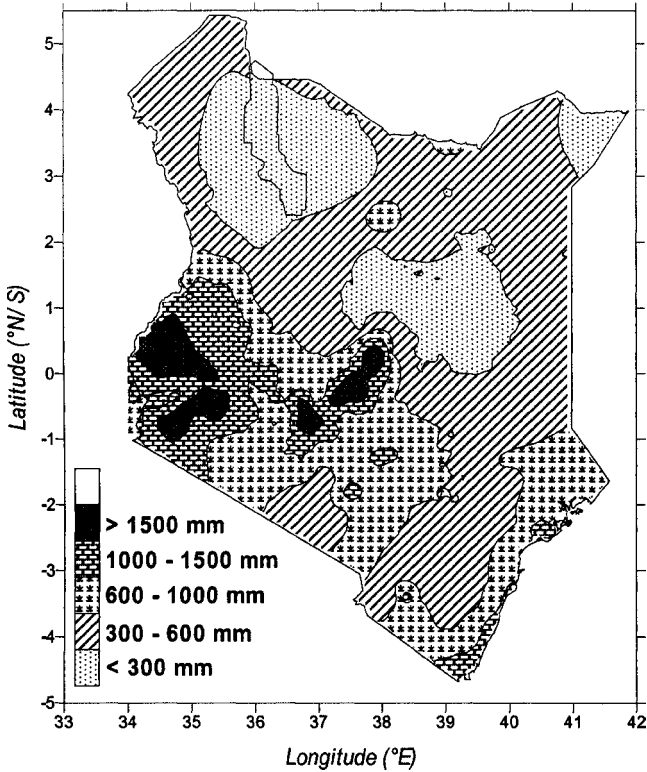 5
4
3
2
1
0
-1
-2
-3
-4
-5
Latitude (°N/ S)
> 1500 mm
1000 - 1500 mm
600 - 1000 mm
300 - 600 mm
< 300 mm
33 34 35 36 37 38 39 40 41 42
Longitude (°E)